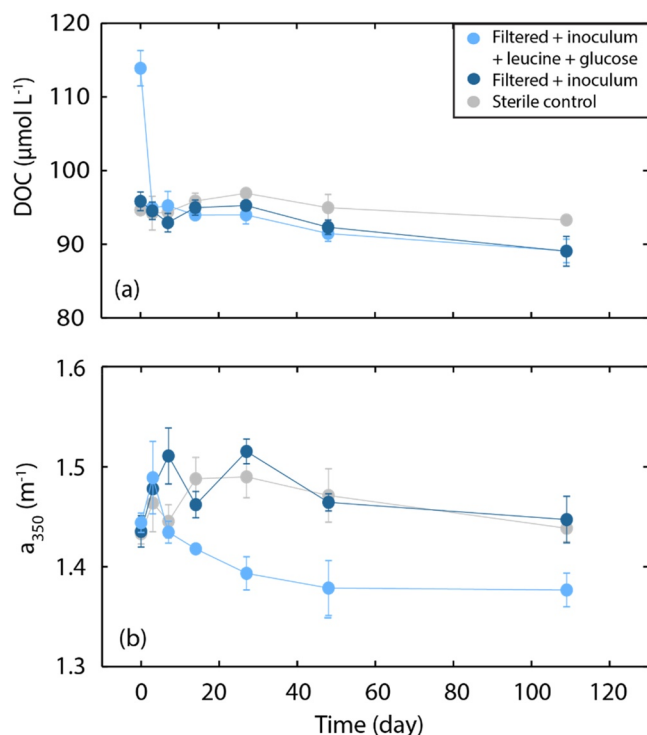 120
110
100
90
80
DOC (µmol L⁻¹)
Filtered + inoculum
+ leucine + glucose
Filtered + inoculum
Sterile control
(a)
1.6
1.5
1.4
1.3
a₃₅₀ (m⁻¹)
(b)
0 20 40 60 80 100 120
Time (day)